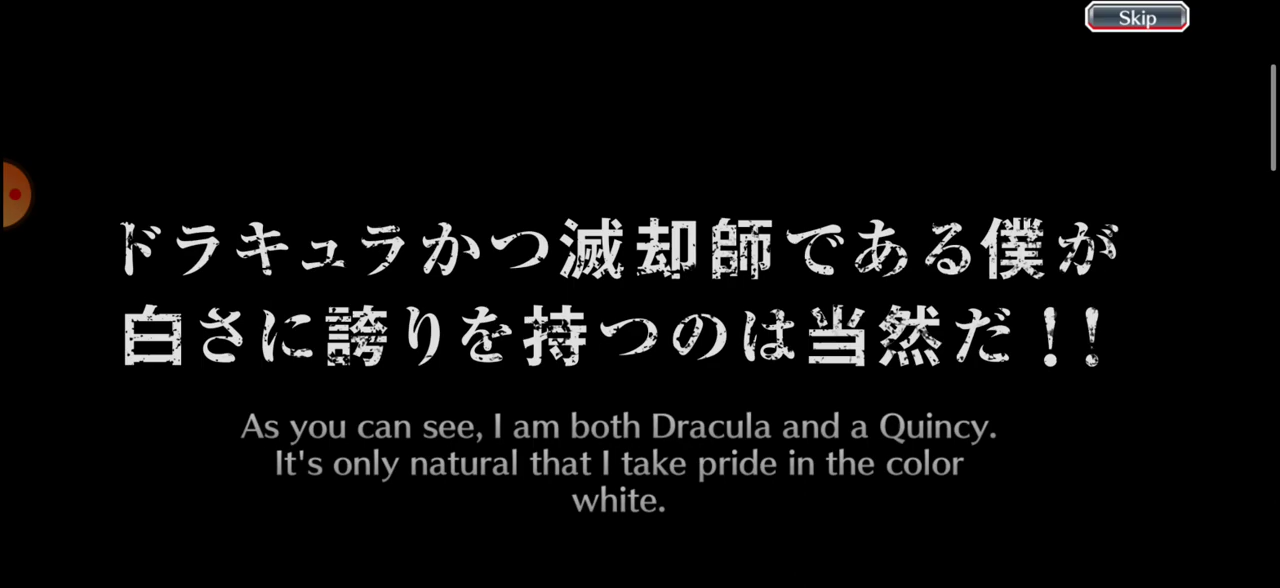 Skip
ドラキュラかつ滅却師である僕が
白さに誇りを持つのは当然だ！！
As you can see, I am both Dracula and a Quincy.
It's only natural that I take pride in the color
white.